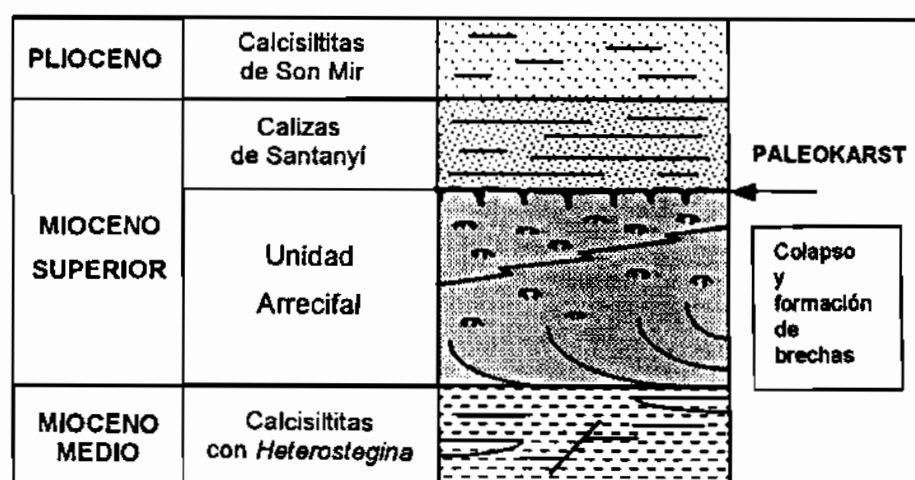 PLIOCENO
Calcisiltitas
de Son Mir
Calizas
de Santanyí
PALEOKARST
MIOCENO
SUPERIOR
Unidad
Arrecifal
Colapso
y
formación
de
brechas
MIOCENO
MEDIO
Calcisiltitas
con Heterostegina